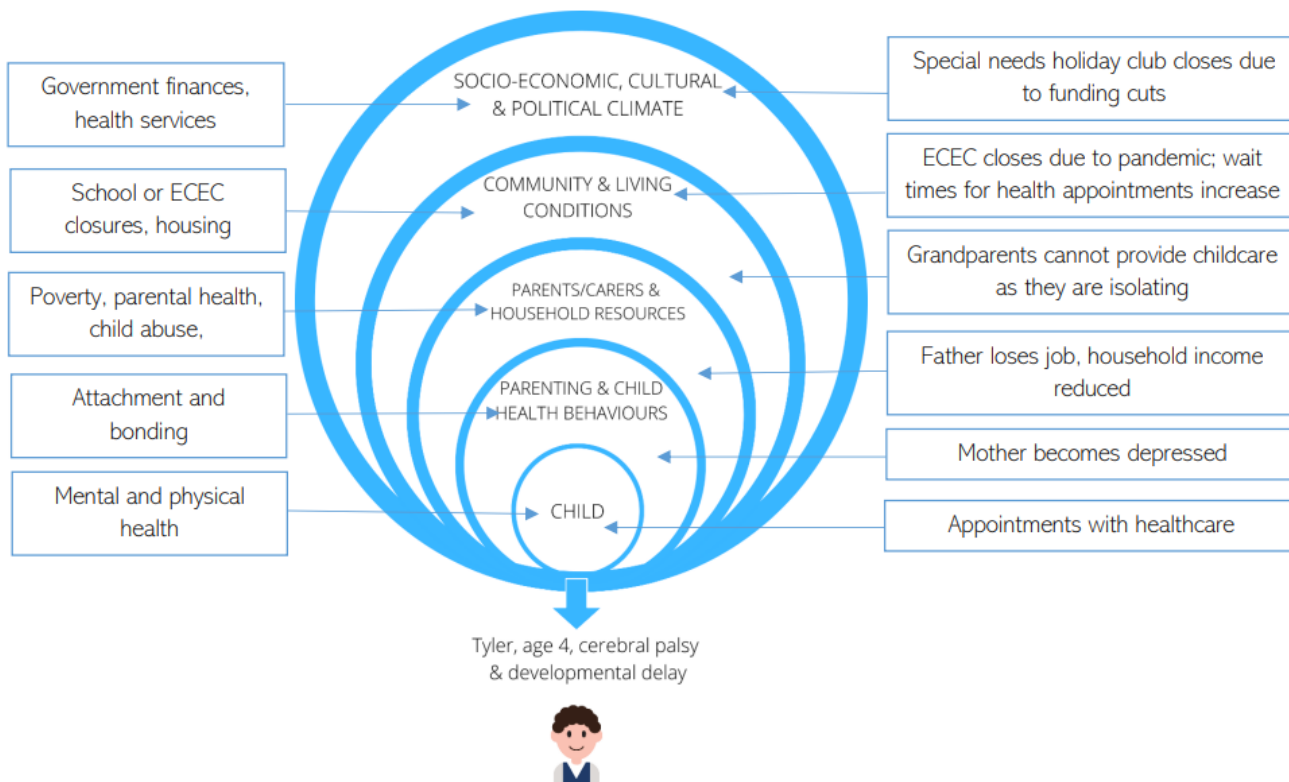 Government finances,
health services
School or ECEC
closures, housing
Poverty, parental health,
child abuse,
Attachment and
bonding
Mental and physical
health
SOCIO-ECONOMIC, CULTURAL
& POLITICAL CLIMATE
COMMUNITY & LIVING
CONDITIONS
PARENTS/CARERS &
HOUSEHOLD RESOURCES
PARENTING & CHILD
HEALTH BEHAVIOURS
CHILD
Special needs holiday club closes due
to funding cuts
ECEC closes due to pandemic; wait
times for health appointments increase
Grandparents cannot provide childcare
as they are isolating
Father loses job, household income
reduced
Mother becomes depressed
Appointments with healthcare
Tyler, age 4, cerebral palsy
& developmental delay